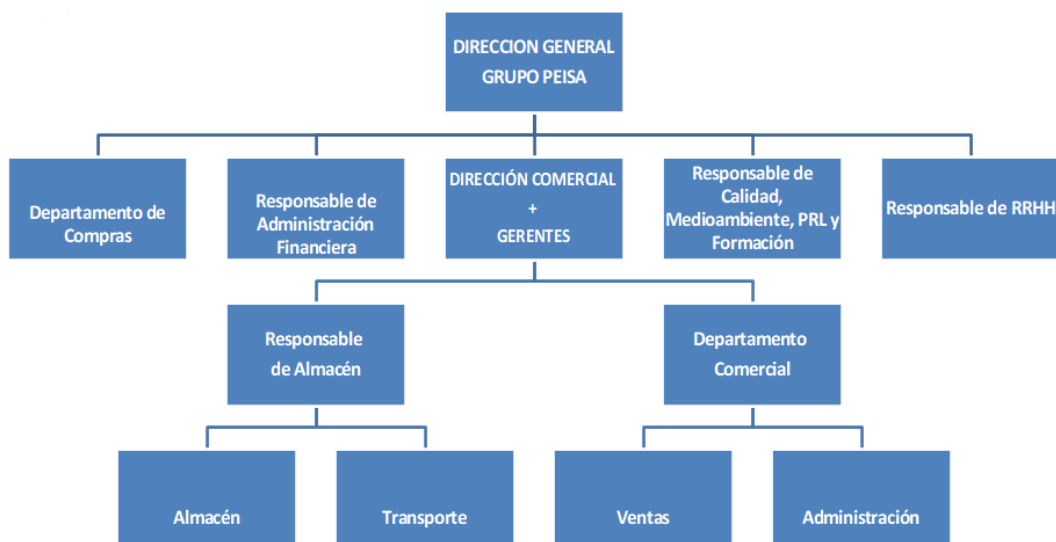 DIRECCION GENERAL
GRUPO PEISA
Departamento de
Compras
Responsable de
Administración
Financiera
DIRECCIÓN COMERCIAL
+
GERENTES
Responsable de
Calidad,
Medioambiente, PRL y
Formación
Responsable de RRHH
Responsable
de Almacén
Departamento
Comercial
Almacén
Transporte
Ventas
Administración